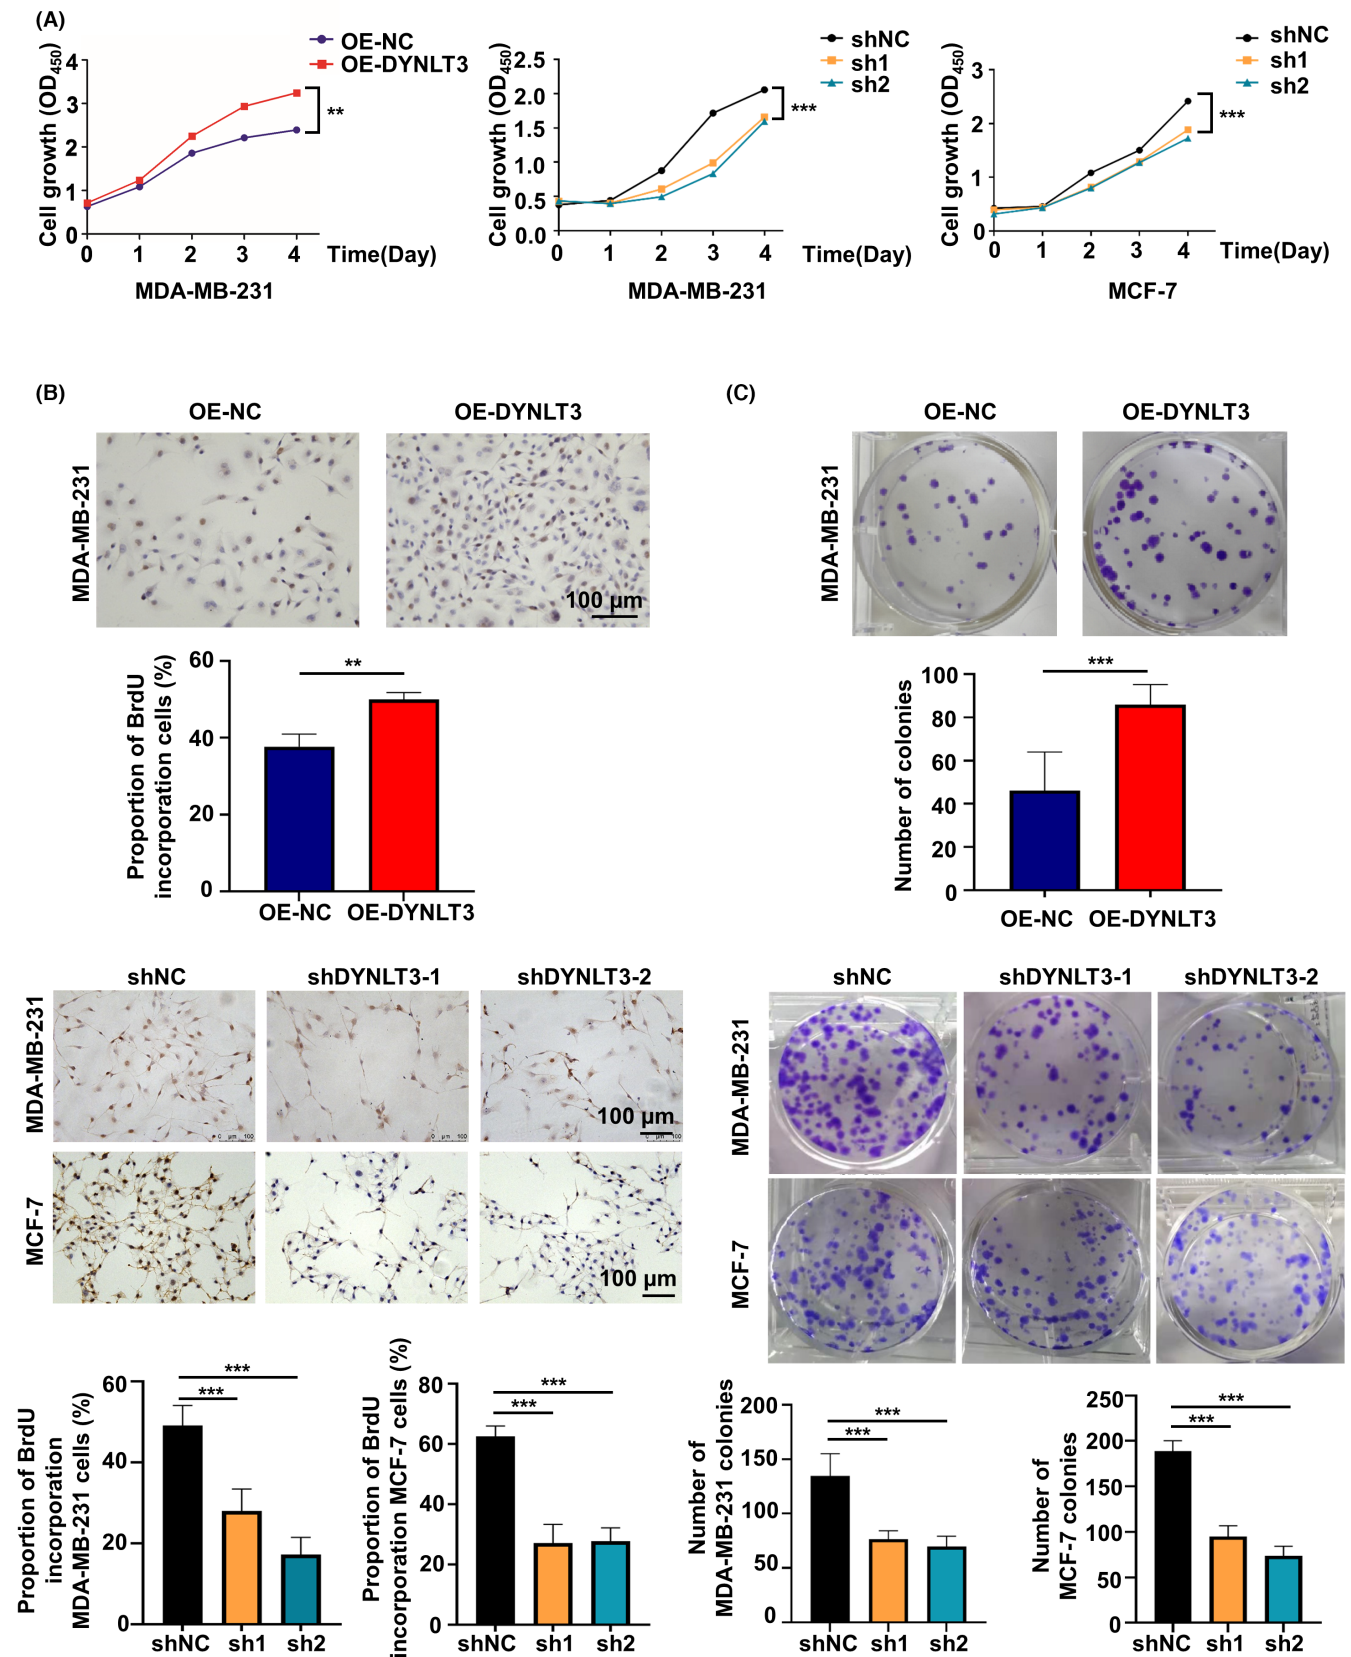 (A)
OE-NC
OE-DYNLT3
Cell growth (OD450)
4
3
2
1
0
**
0 1 2 3 4 Time(Day)
MDA-MB-231
shNC
sh1
sh2
Cell growth (OD450)
2.5
2.0
1.5
1.0
0.5
0.0
***
0 1 2 3 4 Time(Day)
MDA-MB-231
shNC
sh1
sh2
Cell growth (OD450)
3
2
1
0
***
0 1 2 3 4 Time(Day)
MCF-7
(B)
OE-NC OE-DYNLT3
MDA-MB-231
100 µm
Proportion of BrdU
incorporation cells (%)
60
40
20
0
**
OE-NC OE-DYNLT3
shNC shDYNLT3-1 shDYNLT3-2
MDA-MB-231
0 µm 100
0 µm 100
100 µm
0 µm 100
MCF-7
100 µm
Proportion of BrdU
incorporation
MDA-MB-231 cells (%)
60
40
20
0
***
***
shNC sh1 sh2
Proportion of BrdU
incorporation MCF-7 cells (%)
80
60
40
20
0
***
***
shNC sh1 sh2
(C)
OE-NC OE-DYNLT3
MDA-MB-231
Number of colonies
100
80
60
40
20
0
***
OE-NC OE-DYNLT3
shNC shDYNLT3-1 shDYNLT3-2
MDA-MB-231
MCF-7
Number of
MDA-MB-231 colonies
200
150
100
50
0
***
***
shNC sh1 sh2
Number of
MCF-7 colonies
250
200
150
100
50
0
***
***
shNC sh1 sh2